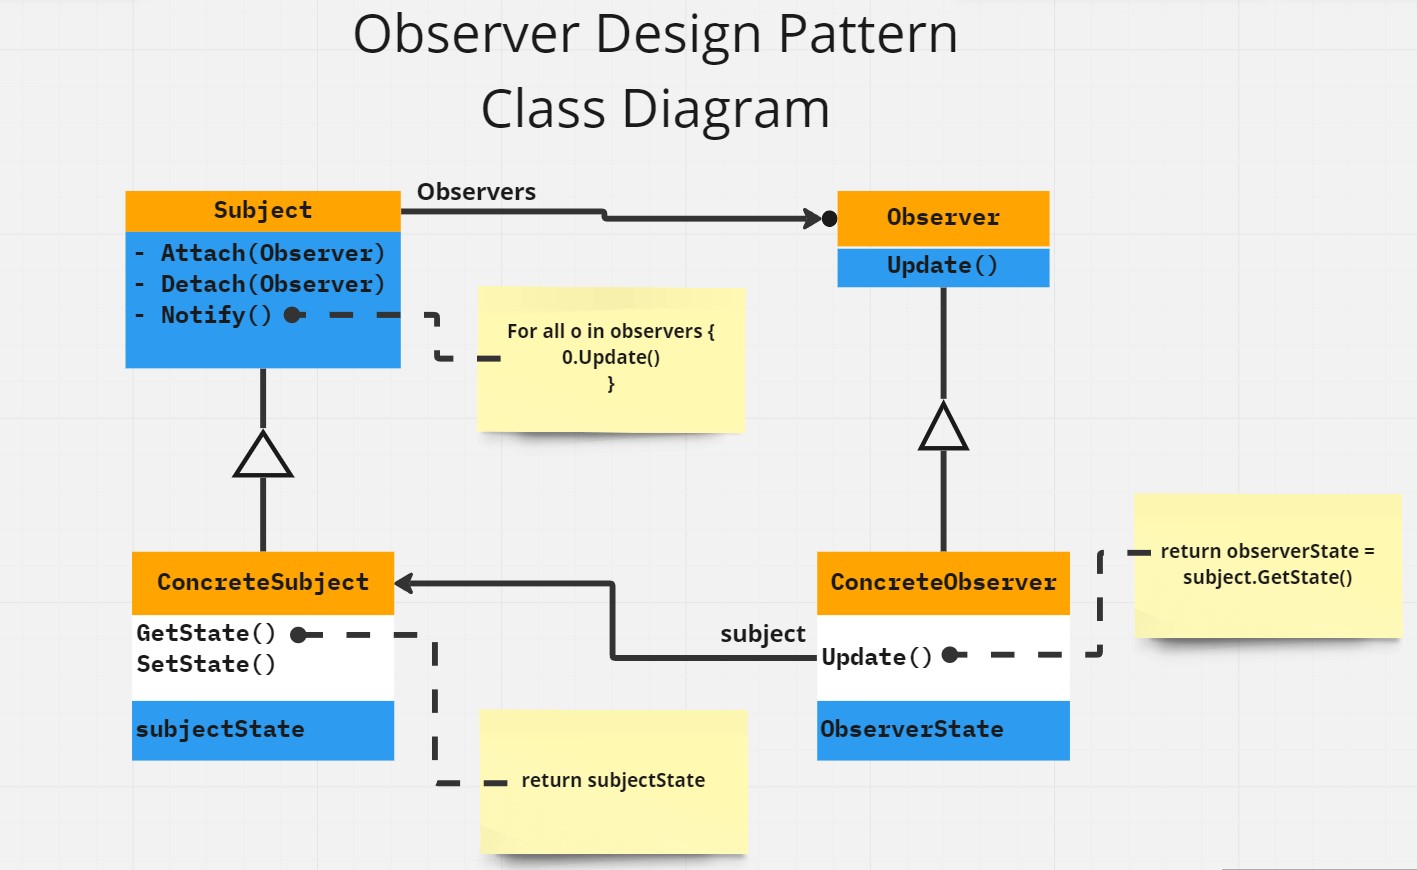 Observer Design Pattern
Class Diagram
Observers
Subject
- Attach(Observer)
- Detach(Observer)
- Notify()
Observer
Update()
For all o in observers {
0.Update()
}
ConcreteSubject
GetState()
SetState()
subjectState
subject
ConcreteObserver
Update()
ObserverState
return observerState =
subject.GetState()
return subjectState